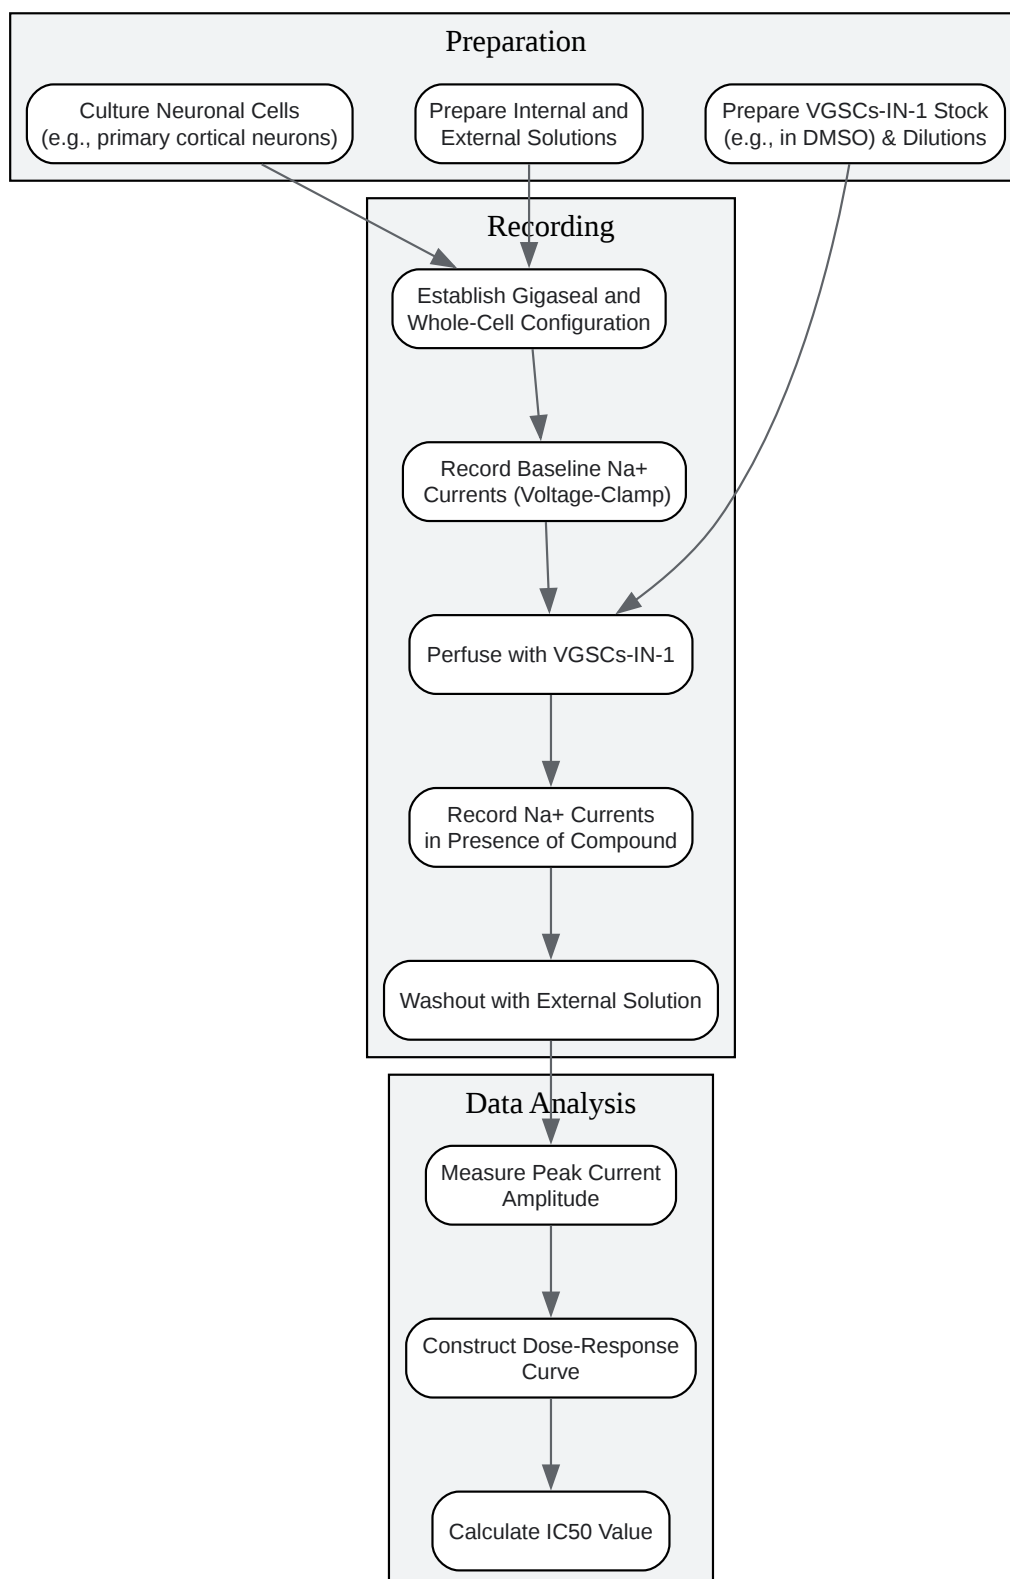 Preparation
Culture Neuronal Cells
(e.g., primary cortical neurons)
Prepare Internal and
External Solutions
Prepare VGSCs-IN-1 Stock
(e.g., in DMSO) & Dilutions
Recording
Establish Gigaseal and
Whole-Cell Configuration
Record Baseline Na+
Currents (Voltage-Clamp)
Perfuse with VGSCs-IN-1
Record Na+ Currents
in Presence of Compound
Washout with External Solution
Data Analysis
Measure Peak Current
Amplitude
Construct Dose-Response
Curve
Calculate IC50 Value